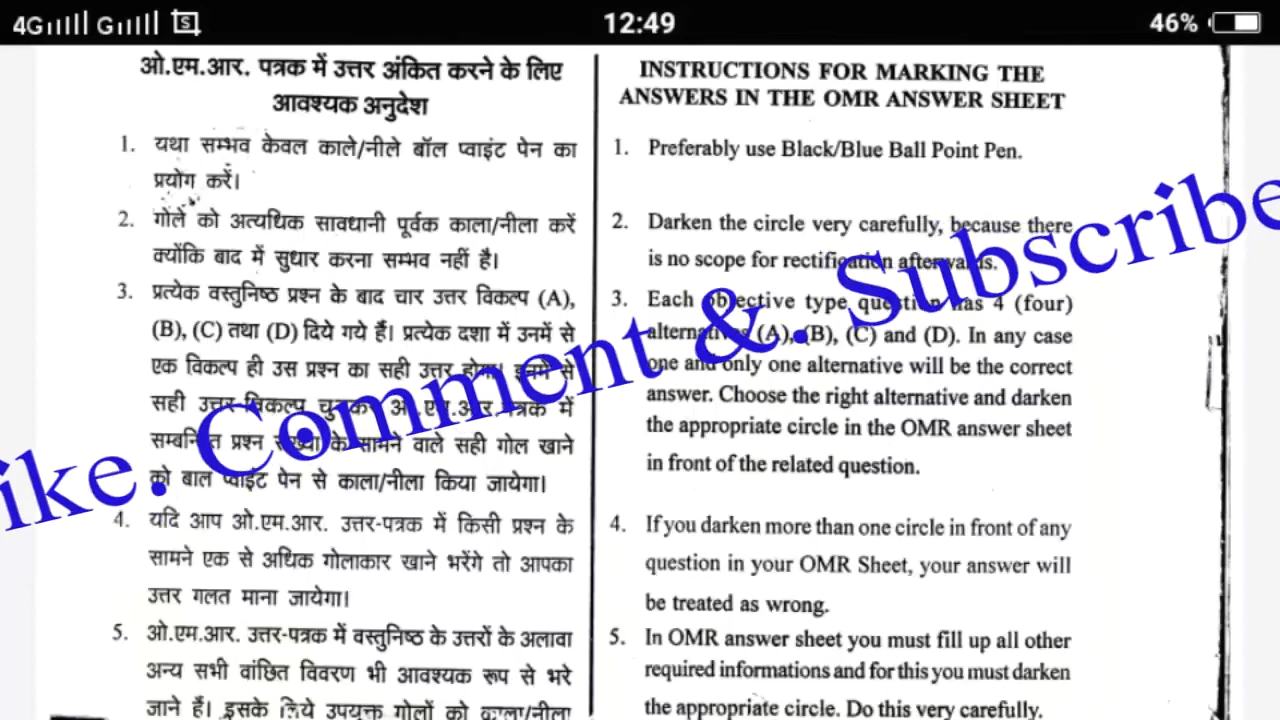 4G G
12:49
46%
ओ.एम.आर. पत्रक में उत्तर अंकित करने के लिए
आवश्यक अनुदेश
1. यथा सम्भव केवल काले/नीले बॉल प्वाइंट पेन का
प्रयोग करें।
2. गोले को अत्यधिक सावधानी पूर्वक काला/नीला करें
क्योंकि बाद में सुधार करना सम्भव नहीं है।
3. प्रत्येक वस्तुनिष्ठ प्रश्न के बाद चार उत्तर विकल्प (A),
(B), (C) तथा (D) दिये गये हैं। प्रत्येक दशा में उनमें से
एक विकल्प ही उस प्रश्न का सही उत्तर होगा। इनमें से
सही उत्तर विकल्प चुनकर ओ.एम.आर. पत्रक में
सम्बन्धित प्रश्न संख्या के सामने वाले सही गोल खाने
को बाल प्वाइंट पेन से काला/नीला किया जायेगा।
4. यदि आप ओ.एम.आर. उत्तर-पत्रक में किसी प्रश्न के
सामने एक से अधिक गोलाकार खाने भरेंगे तो आपका
उत्तर गलत माना जायेगा।
5. ओ.एम.आर. उत्तर-पत्रक में वस्तुनिष्ठ के उत्तरों के अलावा
अन्य सभी वांछित विवरण भी आवश्यक रूप से भरे
जाने हैं। इसके लिये उपयुक्त गोलों को काला/नीला
INSTRUCTIONS FOR MARKING THE
ANSWERS IN THE OMR ANSWER SHEET
1. Preferably use Black/Blue Ball Point Pen.
2. Darken the circle very carefully, because there
is no scope for rectification afterwards.
3. Each objective type question has 4 (four)
alternatives (A), (B), (C) and (D). In any case
one and only one alternative will be the correct
answer. Choose the right alternative and darken
the appropriate circle in the OMR answer sheet
in front of the related question.
4. If you darken more than one circle in front of any
question in your OMR Sheet, your answer will
be treated as wrong.
5. In OMR answer sheet you must fill up all other
required informations and for this you must darken
the appropriate circle. Do this very carefully.
ike. Comment &. Subscribe